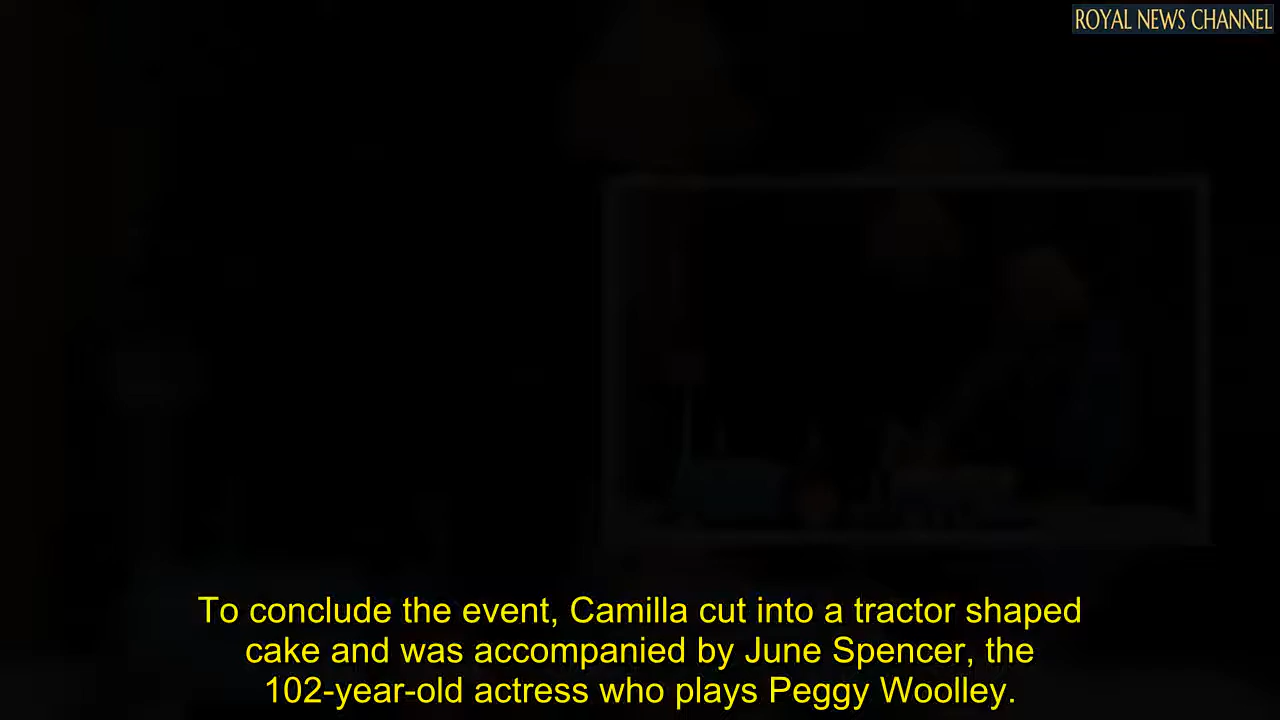 ROYAL NEWS CHANNEL
To conclude the event, Camilla cut into a tractor shaped
cake and was accompanied by June Spencer, the
102-year-old actress who plays Peggy Woolley.